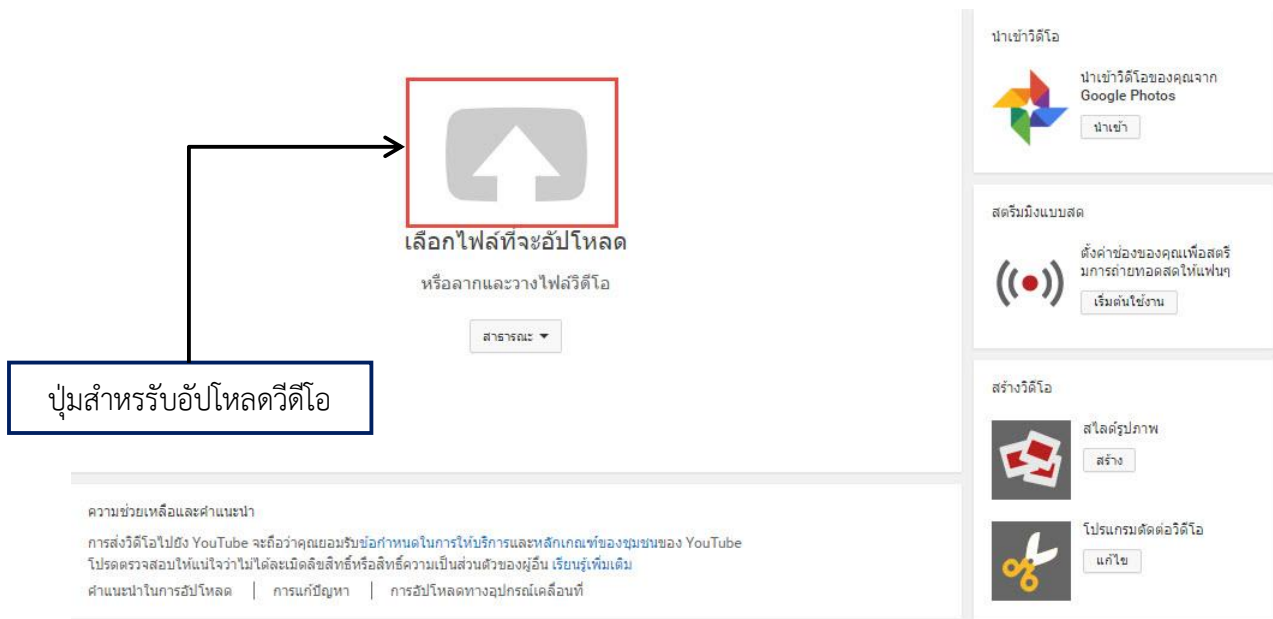 เลือกไฟล์ที่จะอัปโหลด
หรือลากและวางไฟล์วิดีโอ
สาธารณะ
ปุ่มสำหรรับอัปโหลดวีดีโอ
ความช่วยเหลือและคำแนะนำ
การส่งวิดีโอไปยัง YouTube จะถือว่าคุณยอมรับข้อกำหนดในการให้บริการและหลักเกณฑ์ของชุมชนของ YouTube
โปรดตรวจสอบให้แน่ใจว่าไม่ได้ละเมิดลิขสิทธิ์หรือสิทธิ์ความเป็นส่วนตัวของผู้อื่น เรียนรู้เพิ่มเติม
คำแนะนำในการอัปโหลด | การแก้ปัญหา | การอัปโหลดทางอุปกรณ์เคลื่อนที่
นำเข้าวิดีโอ
นำเข้าวิดีโอของคุณจาก
Google Photos
นำเข้า
สตรีมมิงแบบสด
ตั้งค่าช่องของคุณเพื่อสตรี
มการถ่ายทอดสดให้แฟนๆ
เริ่มต้นใช้งาน
สร้างวิดีโอ
สไลด์รูปภาพ
สร้าง
โปรแกรมตัดต่อวิดีโอ
แก้ไข